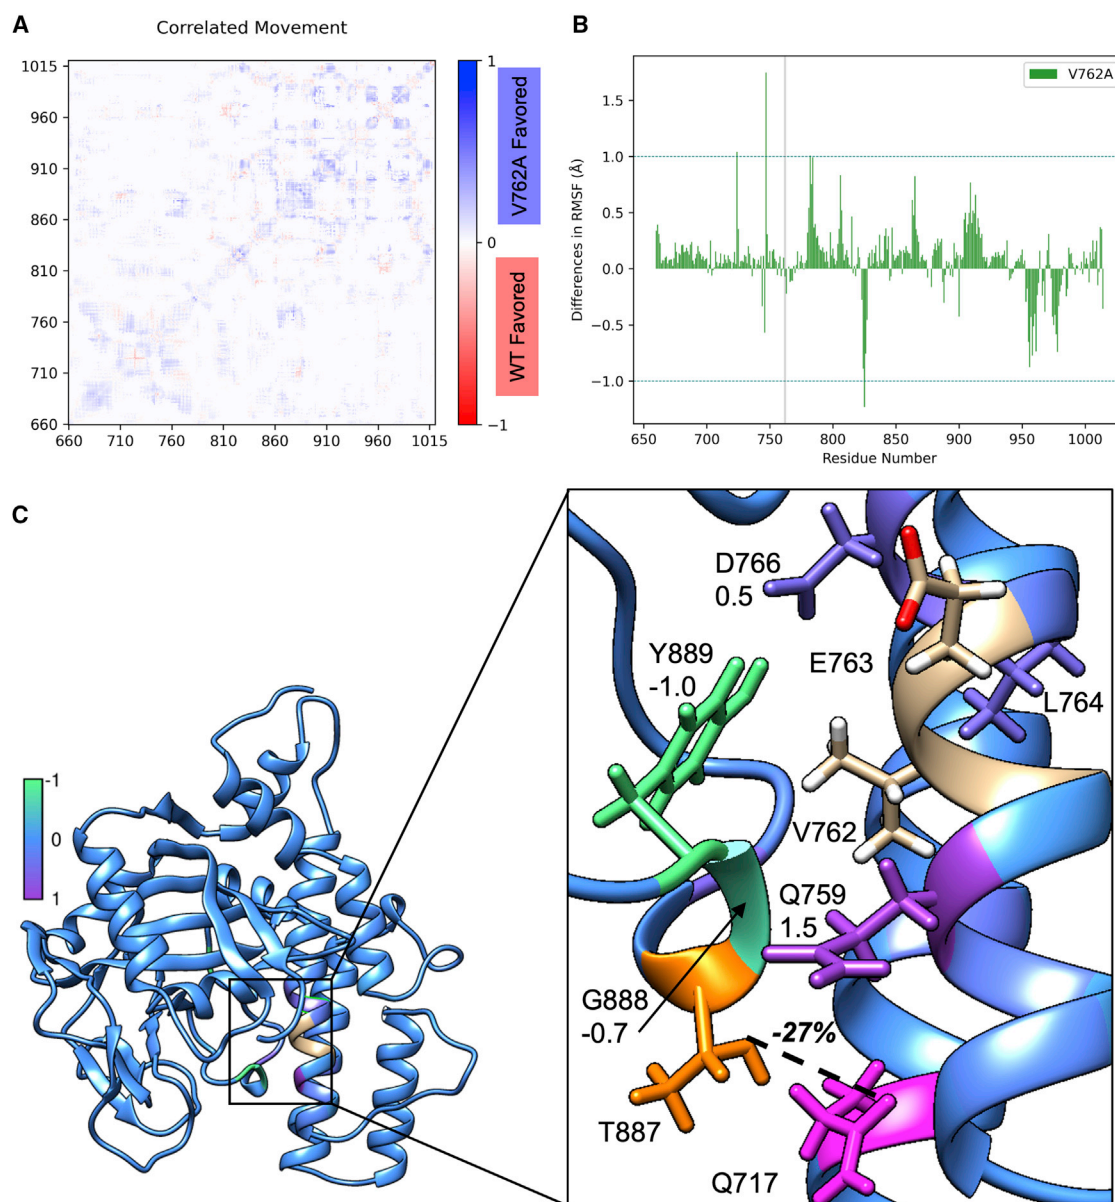 A
Correlated Movement
1015
960
910
860
810
760
710
660
660 710 760 810 860 910 960 1015
1
0
−1
V762A Favored
WT Favored
B
V762A
Differences in RMSF (Å)
1.5
1.0
0.5
0.0
−0.5
−1.0
650 700 750 800 850 900 950 1000
Residue Number
C
-1
0
1
D766
0.5
E763
Y889
-1.0
L764
V762
Q759
1.5
G888
-0.7
-27%
T887
Q717